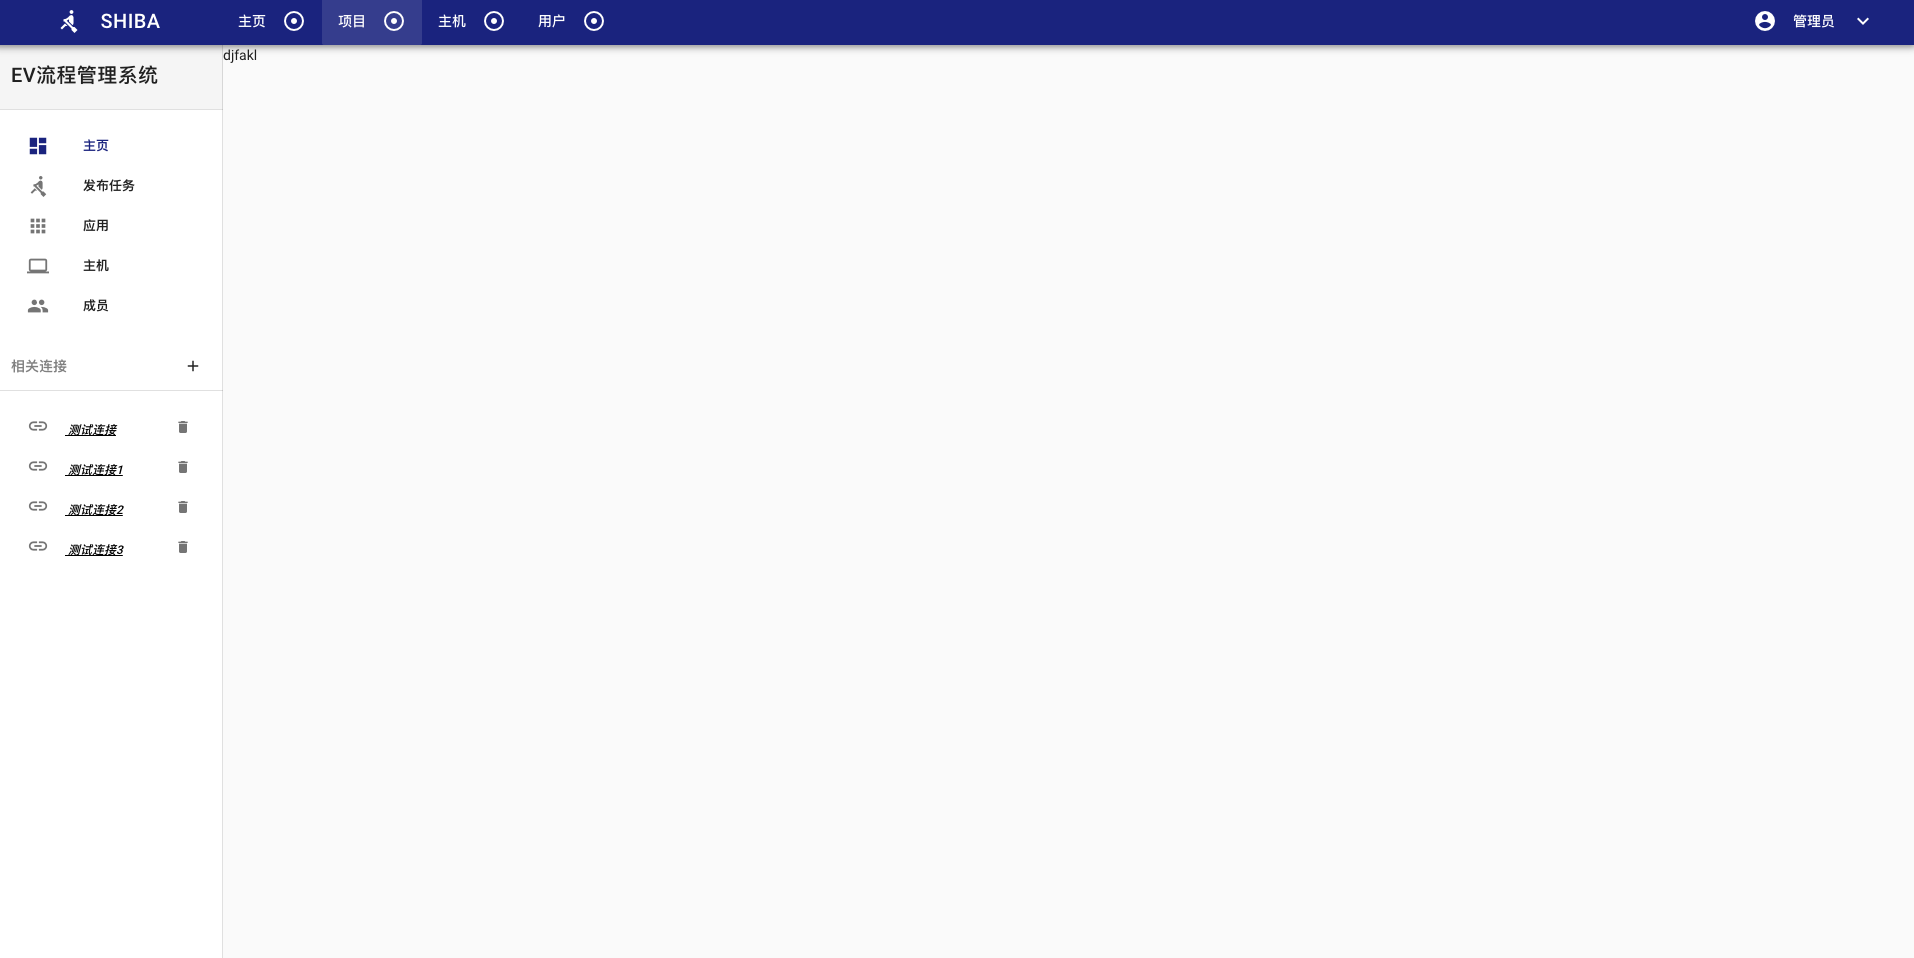 SHIBA 主页 项目 主机 用户 管理员
EV流程管理系统
djfakl
主页
发布任务
应用
主机
成员
相关连接
测试连接
测试连接1
测试连接2
测试连接3